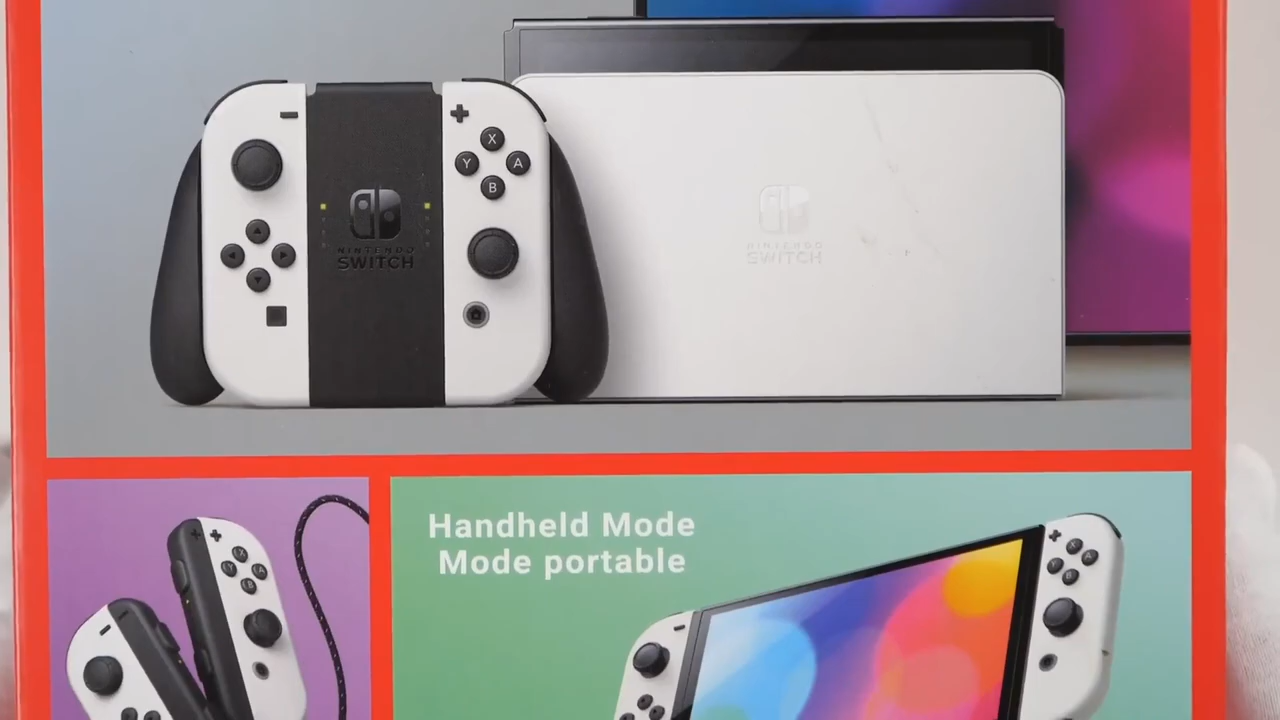 X
Y A
B
NINTENDO
SWITCH
NINTENDO
SWITCH
Handheld Mode
Mode portable
X
Y A
B
X
Y A
B